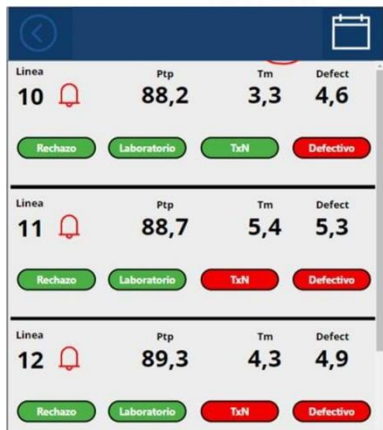 Linea Ptp Tm Defect
10 88,2 3,3 4,6
Rechazo Laboratorio TxN Defectivo
Linea Ptp Tm Defect
11 88,7 5,4 5,3
Rechazo Laboratorio TxN Defectivo
Linea Ptp Tm Defect
12 89,3 4,3 4,9
Rechazo Laboratorio TxN Defectivo